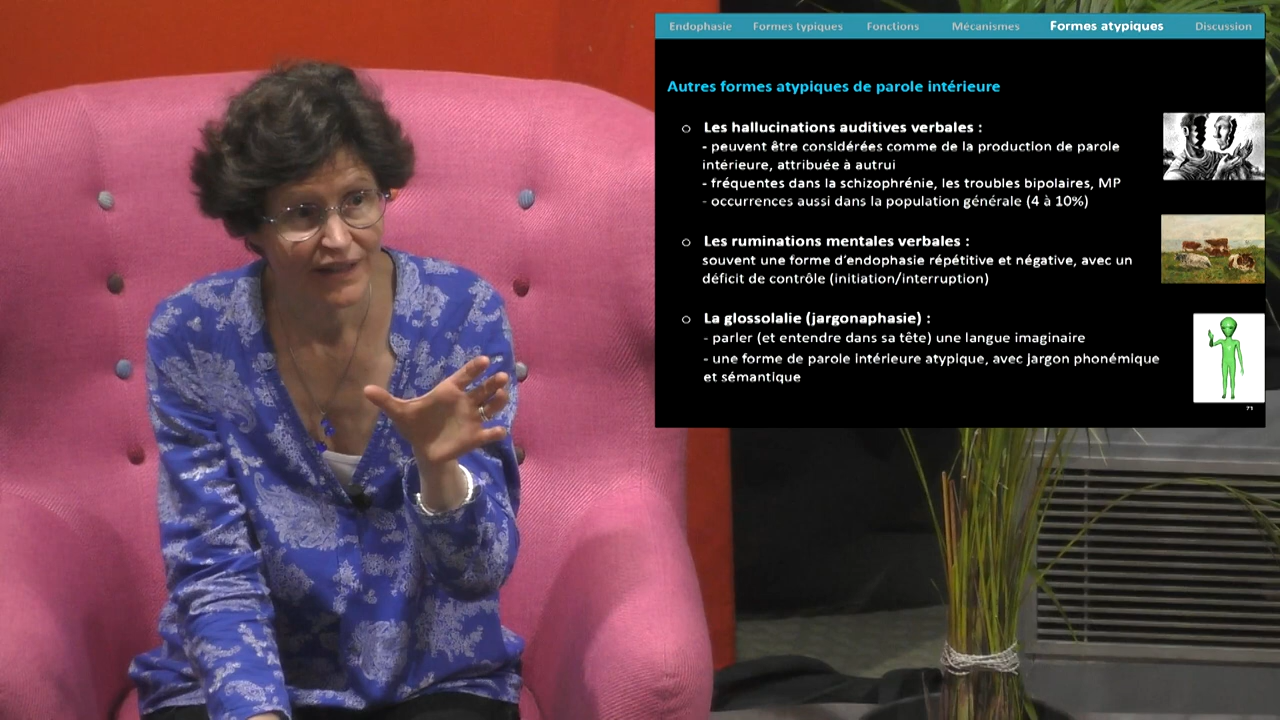 Endophasie Formes typiques Fonctions Mécanismes Formes atypiques Discussion
Autres formes atypiques de parole intérieure
o Les hallucinations auditives verbales :
- peuvent être considérées comme de la production de parole
intérieure, attribuée à autrui
- fréquentes dans la schizophrénie, les troubles bipolaires, MP
- occurrences aussi dans la population générale (4 à 10%)
o Les ruminations mentales verbales :
souvent une forme d'endophasie répétitive et négative, avec un
déficit de contrôle (initiation/interruption)
o La glossolalie (jargonaphasie) :
- parler (et entendre dans sa tête) une langue imaginaire
- une forme de parole intérieure atypique, avec jargon phonémique
et sémantique
71